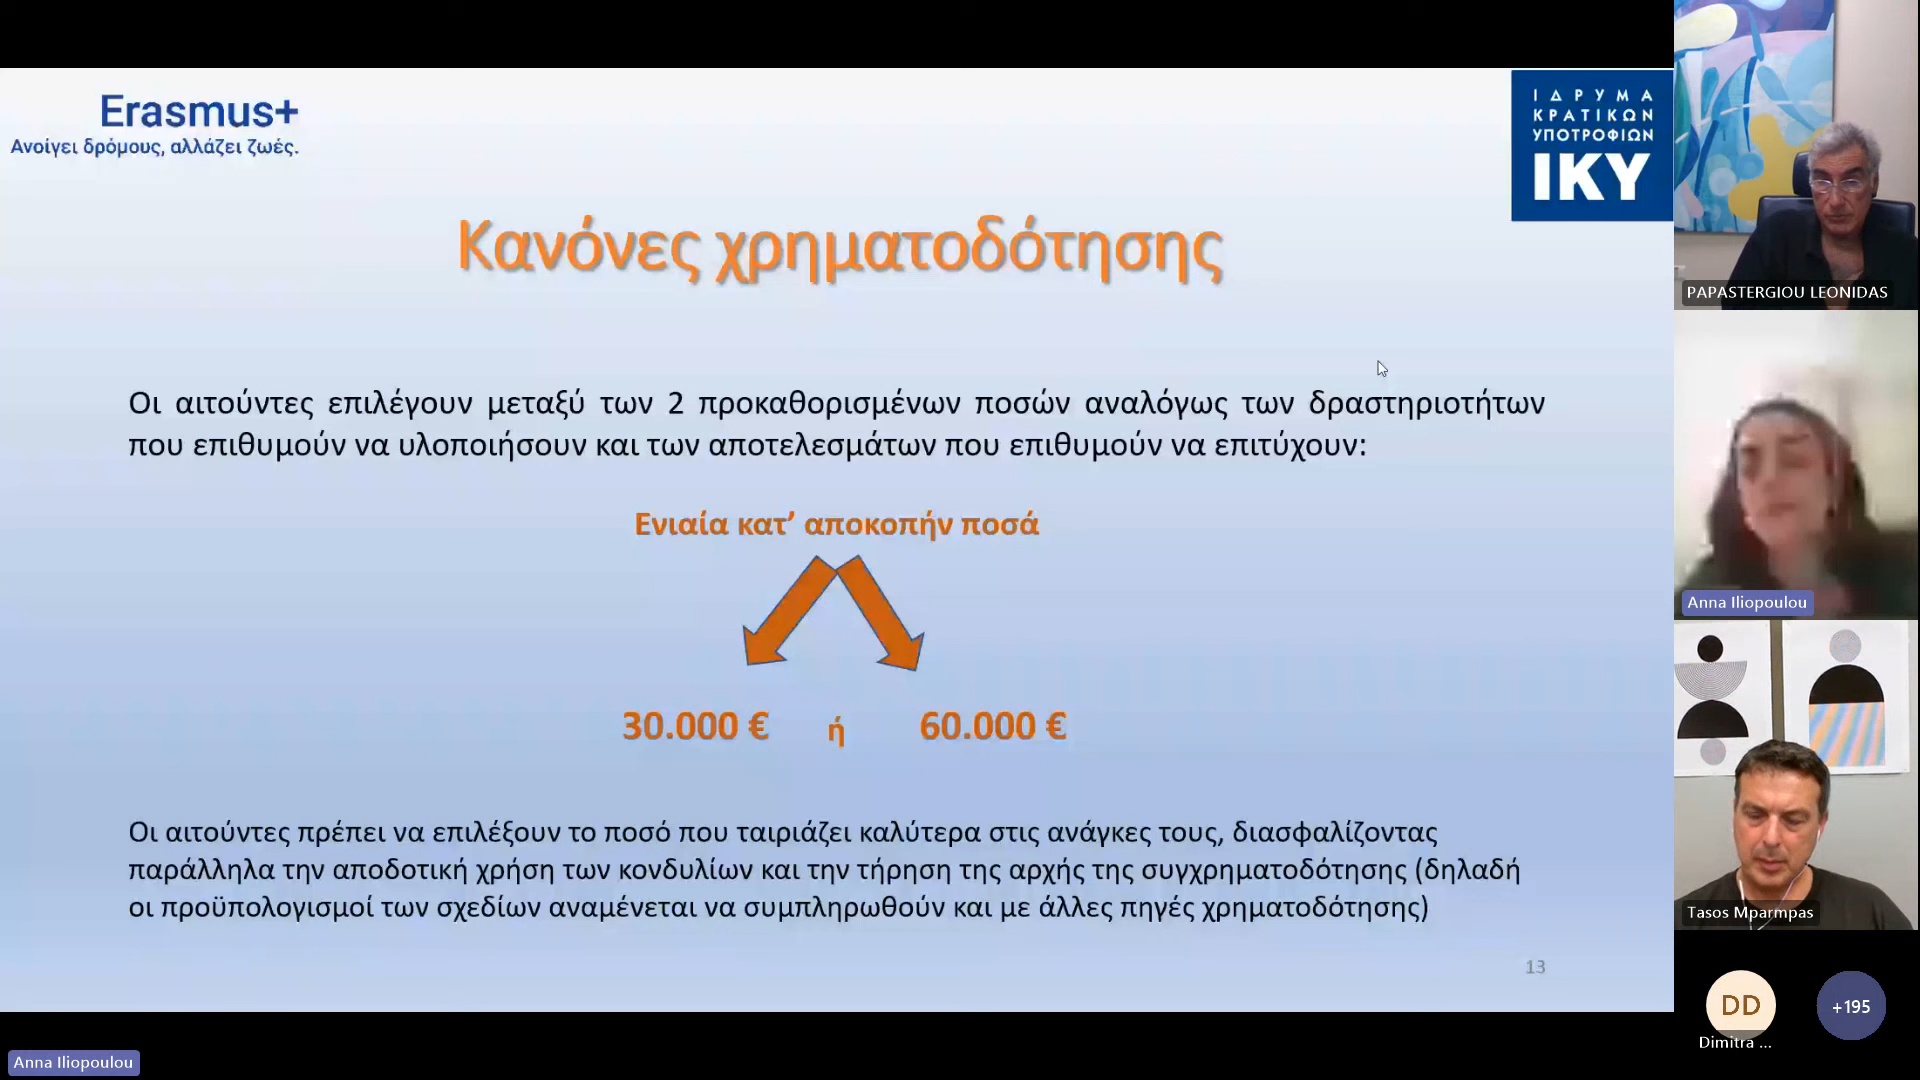 Erasmus+
Ανοίγει δρόμους, αλλάζει ζωές.
ΙΔΡΥΜΑ
ΚΡΑΤΙΚΩΝ
ΥΠΟΤΡΟΦΙΩΝ
ΙΚΥ
Κανόνες χρηματοδότησης
Οι αιτούντες επιλέγουν μεταξύ των 2 προκαθορισμένων ποσών αναλόγως των δραστηριοτήτων
που επιθυμούν να υλοποιήσουν και των αποτελεσμάτων που επιθυμούν να επιτύχουν:
Ενιαία κατ’ αποκοπήν ποσά
30.000 € ή 60.000 €
Οι αιτούντες πρέπει να επιλέξουν το ποσό που ταιριάζει καλύτερα στις ανάγκες τους, διασφαλίζοντας
παράλληλα την αποδοτική χρήση των κονδυλίων και την τήρηση της αρχής της συγχρηματοδότησης (δηλαδή
οι προϋπολογισμοί των σχεδίων αναμένεται να συμπληρωθούν και με άλλες πηγές χρηματοδότησης)
13
PAPASTERGIOU LEONIDAS
Anna Iliopoulou
Tasos Mparmpas
DD
Dimitra ...
+195
Anna Iliopoulou